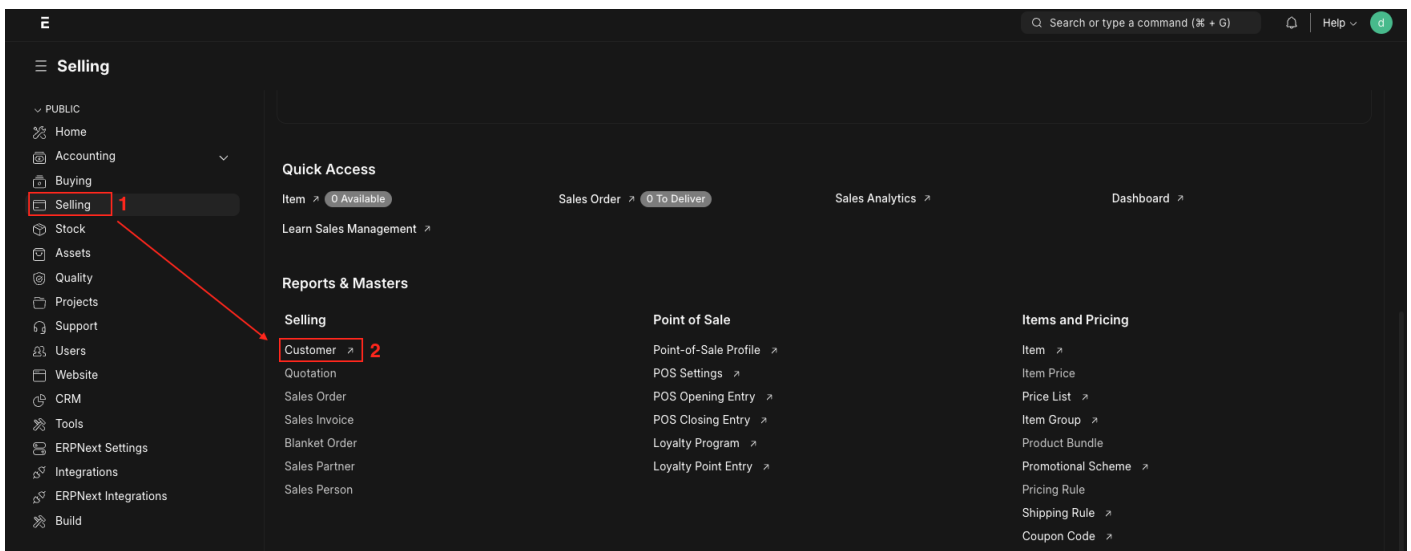 E
Search or type a command (⌘ + G)
Help
d
Selling
PUBLIC
Home
Accounting
Buying
Selling 1
Stock
Assets
Quality
Projects
Support
Users
Website
CRM
Tools
ERPNext Settings
Integrations
ERPNext Integrations
Build
Quick Access
Item 0 Available
Sales Order 0 To Deliver
Sales Analytics
Dashboard
Learn Sales Management
Reports & Masters
Selling
Customer 2
Quotation
Sales Order
Sales Invoice
Blanket Order
Sales Partner
Sales Person
Point of Sale
Point-of-Sale Profile
POS Settings
POS Opening Entry
POS Closing Entry
Loyalty Program
Loyalty Point Entry
Items and Pricing
Item
Item Price
Price List
Item Group
Product Bundle
Promotional Scheme
Pricing Rule
Shipping Rule
Coupon Code